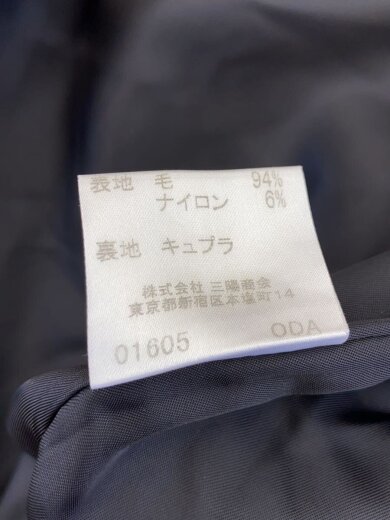 表地 毛 94%
ナイロン 6%
裏地 キュプラ
株式会社 三陽商会
東京都新宿区本塩町14
01605 ODA